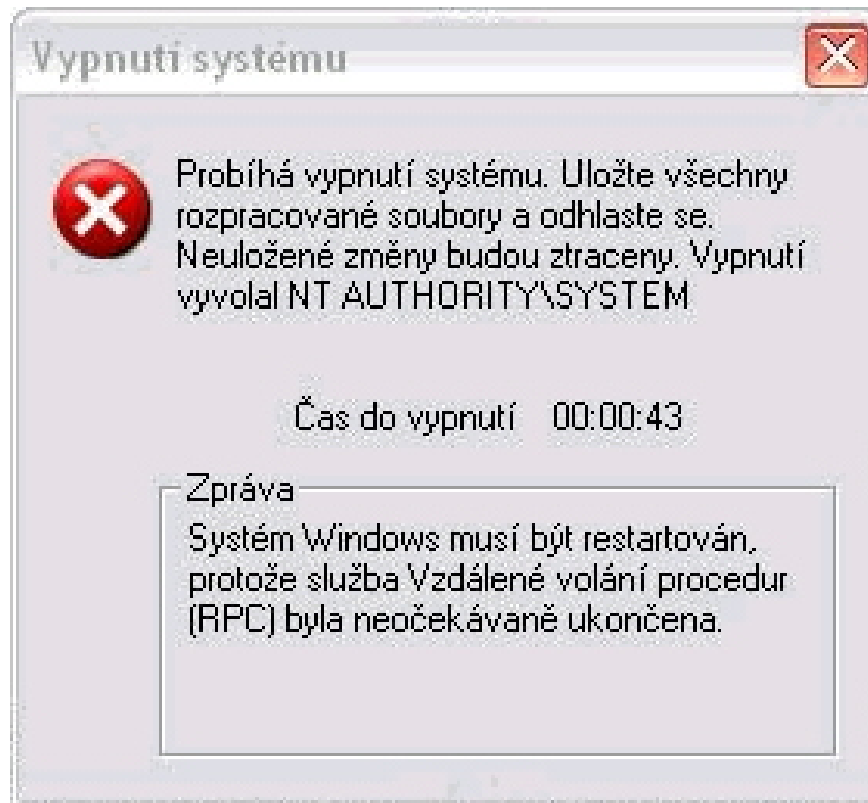 Vypnutí systému
Probíhá vypnutí systému. Uložte všechny
rozpracované soubory a odhlaste se.
Neuložené změny budou ztraceny. Vypnutí
vyvolal NT AUTHORITY\SYSTEM
Čas do vypnutí 00:00:43
Zpráva
Systém Windows musí být restartován,
protože služba Vzdálené volání procedur
(RPC) byla neočekávaně ukončena.